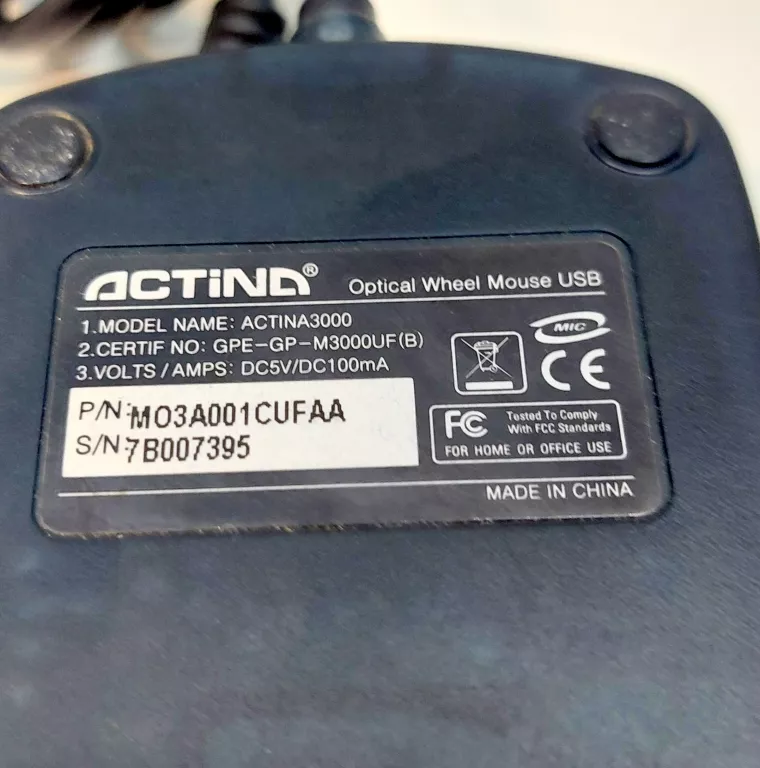 ACTINA® Optical Wheel Mouse USB
1.MODEL NAME: ACTINA3000
2.CERTIF NO: GPE-GP-M3000UF(B)
3.VOLTS/AMPS: DC5V/DC100mA
MIC
CE
P/N:MO3A001CUFAA
S/N:7B007395
FC Tested To Comply
With FCC Standards
FOR HOME OR OFFICE USE
MADE IN CHINA